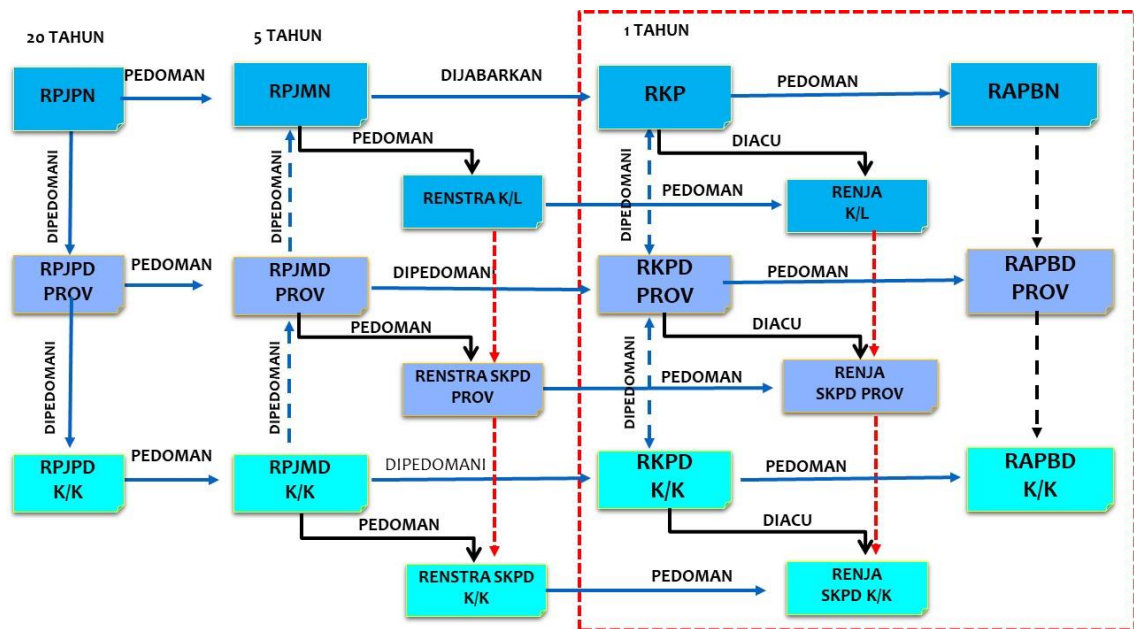 20 TAHUN
5 TAHUN
1 TAHUN
RPJPN
PEDOMAN
RPJMN
DIJABARKAN
RKP
PEDOMAN
RAPBN
DIPEDOMANI
DIPEDOMANI
PEDOMAN
RENSTRA K/L
PEDOMAN
DIPEDOMANI
DIACU
RENJA
K/L
RPJPD
PROV
PEDOMAN
RPJMD
PROV
DIPEDOMANI
RKPD
PROV
PEDOMAN
RAPBD
PROV
DIPEDOMANI
DIPEDOMANI
PEDOMAN
RENSTRA SKPD
PROV
PEDOMAN
DIPEDOMANI
DIACU
RENJA
SKPD PROV
RPJPD
K/K
PEDOMAN
RPJMD
K/K
DIPEDOMANI
RKPD
K/K
PEDOMAN
RAPBD
K/K
PEDOMAN
RENSTRA SKPD
K/K
PEDOMAN
DIACU
RENJA
SKPD K/K